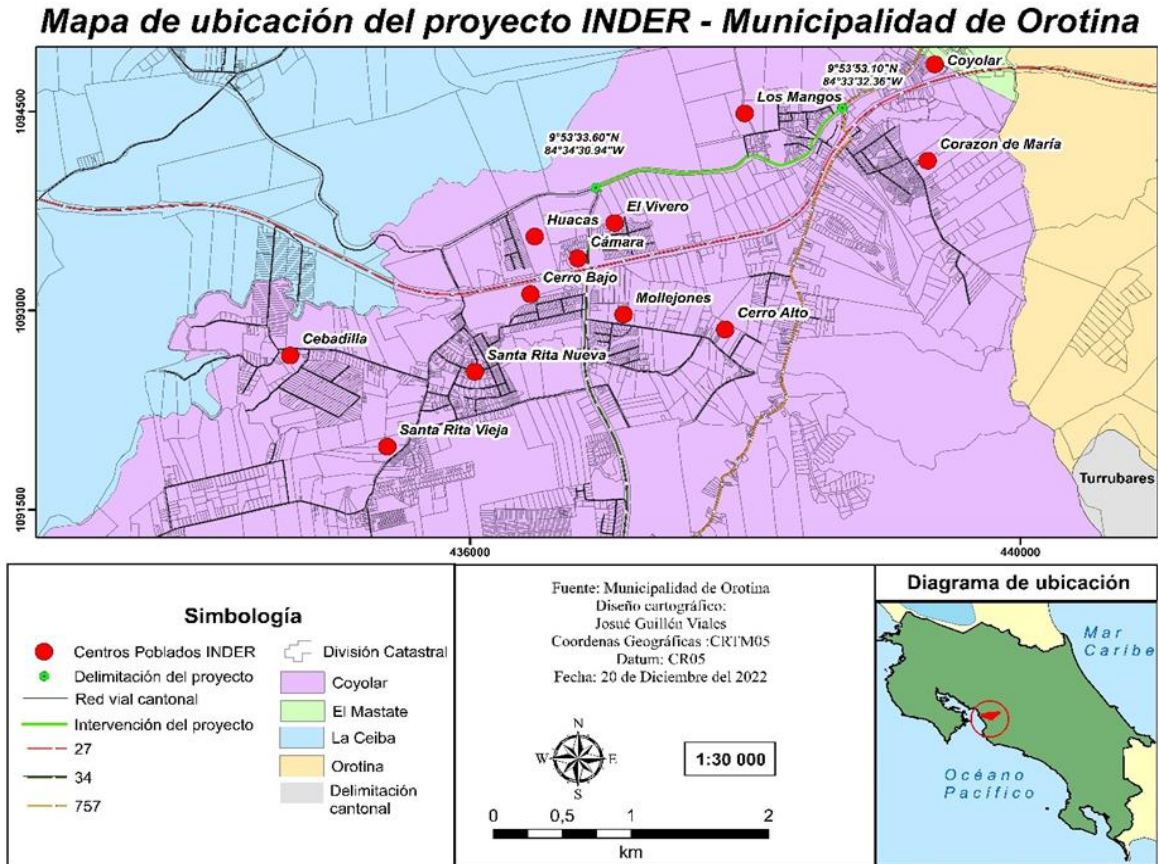 Mapa de ubicación del proyecto INDER - Municipalidad de Orotina
9°53'53.10"N
84°33'32.36"W
Coyolar
Los Mangos
1094500
9°53'33.60"N
84°34'30.94"W
Corazon de María
El Vivero
Huacas
Cámara
Cerro Bajo
1093000
Mollejones
Cerro Alto
Cebadilla
Santa Rita Nueva
Santa Rita Vieja
Turrubares
1091500
436000
440000
Simbología
Centros Poblados INDER
Delimitación del proyecto
Red vial cantonal
Intervención del proyecto
27
34
757
División Catastral
Coyolar
El Mastate
La Ceiba
Orotina
Delimitación
cantonal
Fuente: Municipalidad de Orotina
Diseño cartográfico:
Josué Guillén Viales
Coordenas Geográficas :CRTM05
Datum: CR05
Fecha: 20 de Diciembre del 2022
N
W
E
S
1:30 000
0
0,5
1
2
km
Diagrama de ubicación
Mar
Caribe
Océano
Pacífico